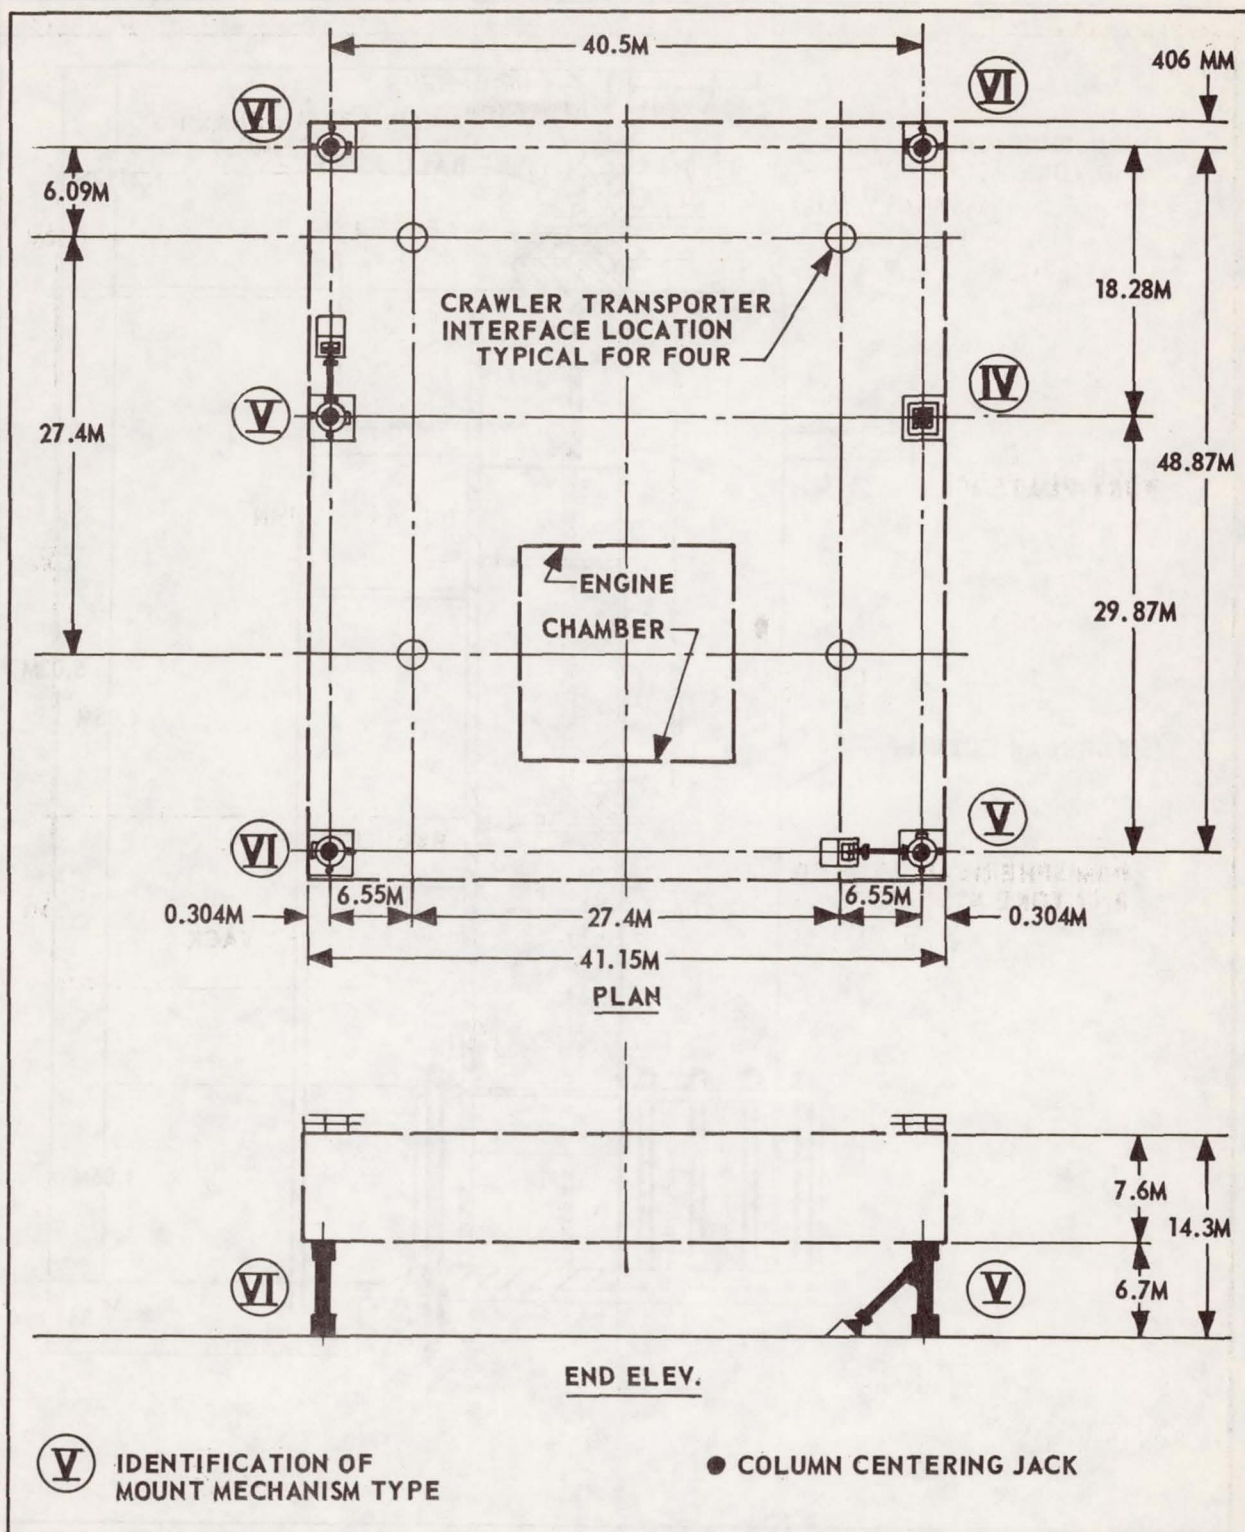 40.5M
406 MM
VI
VI
6.09M
CRAWLER TRANSPORTER
INTERFACE LOCATION
TYPICAL FOR FOUR
18.28M
V
IV
27.4M
48.87M
ENGINE
CHAMBER
29.87M
VI
V
6.55M
6.55M
0.304M
27.4M
0.304M
41.15M
PLAN
7.6M
14.3M
VI
V
6.7M
END ELEV.
V
IDENTIFICATION OF
MOUNT MECHANISM TYPE
COLUMN CENTERING JACK